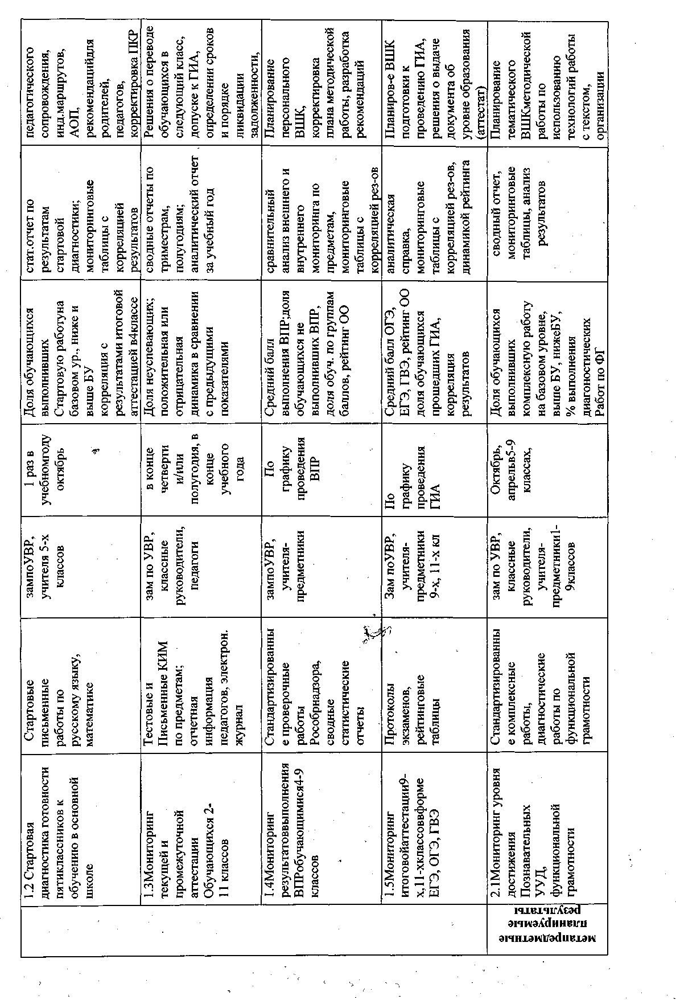 1.2 Стартовая
диагностика готовности
пятиклассников к
обучению в основной
школе
Стартовые
письменные
работы по
русскому языку,
математике
зампоУВР,
учителя 5-х
классов
1 раз в
учебномгоду
октябрь
Доля обучающихся
выполнивших
Стартовую работуна
базовом ур., ниже и
выше БУ
корреляция с
результатами итоговой
аттестацией в4классе
стат.отчет по
результатам
стартовой
диагностики;
мониторинговые
таблицы с
корреляцией
результатов
педагогического
сопровождения,
инд.маршрутов,
АОП,
рекомендацийдля
родителей,
педагогов,
корректировка ПКР
1.3Мониторинг
текущей и
промежуточной
аттестации
Обучающихся 2-
11 классов
Тестовые и
Письменные КИМ
по предметам;
отчетная
информация
педагогов, электрон.
журнал
зам по УВР,
классные
руководители,
педагоги
в конце
четверти
и/или
полугодия, в
конце
учебного
года
Доля неуспевающих;
положительная или
отрицательная
динамика в сравнении
с предыдущими
показателями
сводные отчеты по
триместрам,
полугодиям;
аналитический отчет
за учебный год
Решения о переводе
обучающихся в
следующий класс,
допуске к ГИА,
определении сроков
и порядке
ликвидации
задолженности,
1.4Мониторинг
результатоввыполнения
ВПРобучающимися4-9
классов
Стандартизированны
е проверочные
работы
Рособрнадзора,
сводные
статистические
отчеты
зампоУВР,
учителя-
предметники
По
графику
проведения
ВПР
Средний балл
выполнения ВПР;доля
обучающихся не
выполнивших ВПР,
доля обуч. по группам
баллов, рейтинг ОО
сравнительный
анализ внешнего и
внутреннего
мониторинга по
предметам,
мониторинговые
таблицы с
корреляцией рез-ов
Планирование
персонального
ВШК,
корректировка
плана методической
работы, разработка
рекомендаций
1.5Мониторинг
итоговойаттестации9-
х,11-хклассоввформе
ЕГЭ, ОГЭ, ГВЭ
Протоколы
экзаменов,
рейтинговые
таблицы
Зам поУВР,
учителя-
предметники
9-х, 11-х кл
По
графику
проведения
ГИА
Средний балл ОГЭ,
ЕГЭ, ГВЭ, рейтинг ОО
доля обучающихся
прошедших ГИА,
корреляция
результатов
аналитическая
справка,
мониторинговые
таблицы с
корреляцией рез-ов,
динамикой рейтинга
Планиров-е ВШК
подготовки к
проведению ГИА,
решения о выдаче
документа об
уровне образования
(аттестат)
метапредметные
планируемые
результаты
2.1Мониторинг уровня
достижения
Познавательных
УУД,
функциональной
грамотности
Стандартизированны
е комплексные
работы,
диагностические
работы по
функциональной
грамотности
зам по УВР,
классные
руководители,
учителя-
предметники1-
9классов
Октябрь,
апрельв5-9
классах,
Доля обучающихся
выполнивших
комплексную работу
на базовом уровне,
выше БУ, нижеБУ,
% выполнения
диагоностических
Работ по ФГ
сводный отчет,
мониторинговые
таблицы, анализ
результатов
Планирование
тематического
ВШКметодической
работы по
использованию
технологий работы
с текстом,
организации